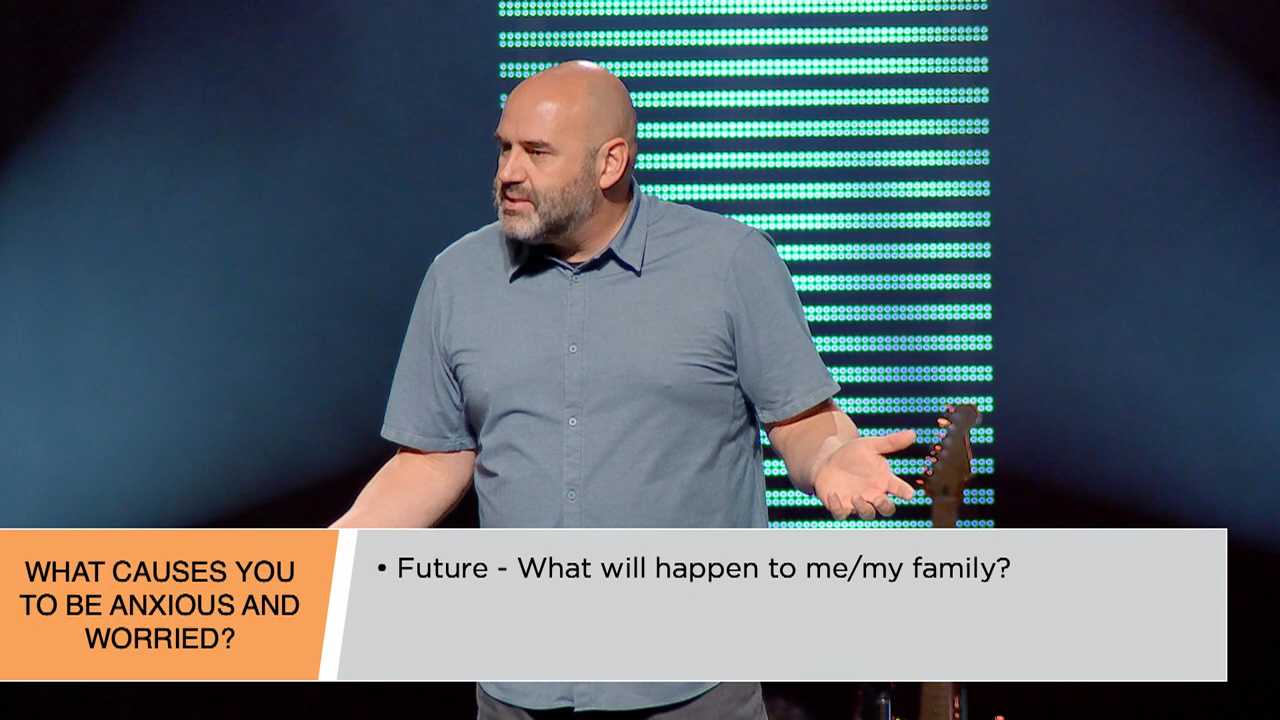 WHAT CAUSES YOU
TO BE ANXIOUS AND
WORRIED?
• Future - What will happen to me/my family?